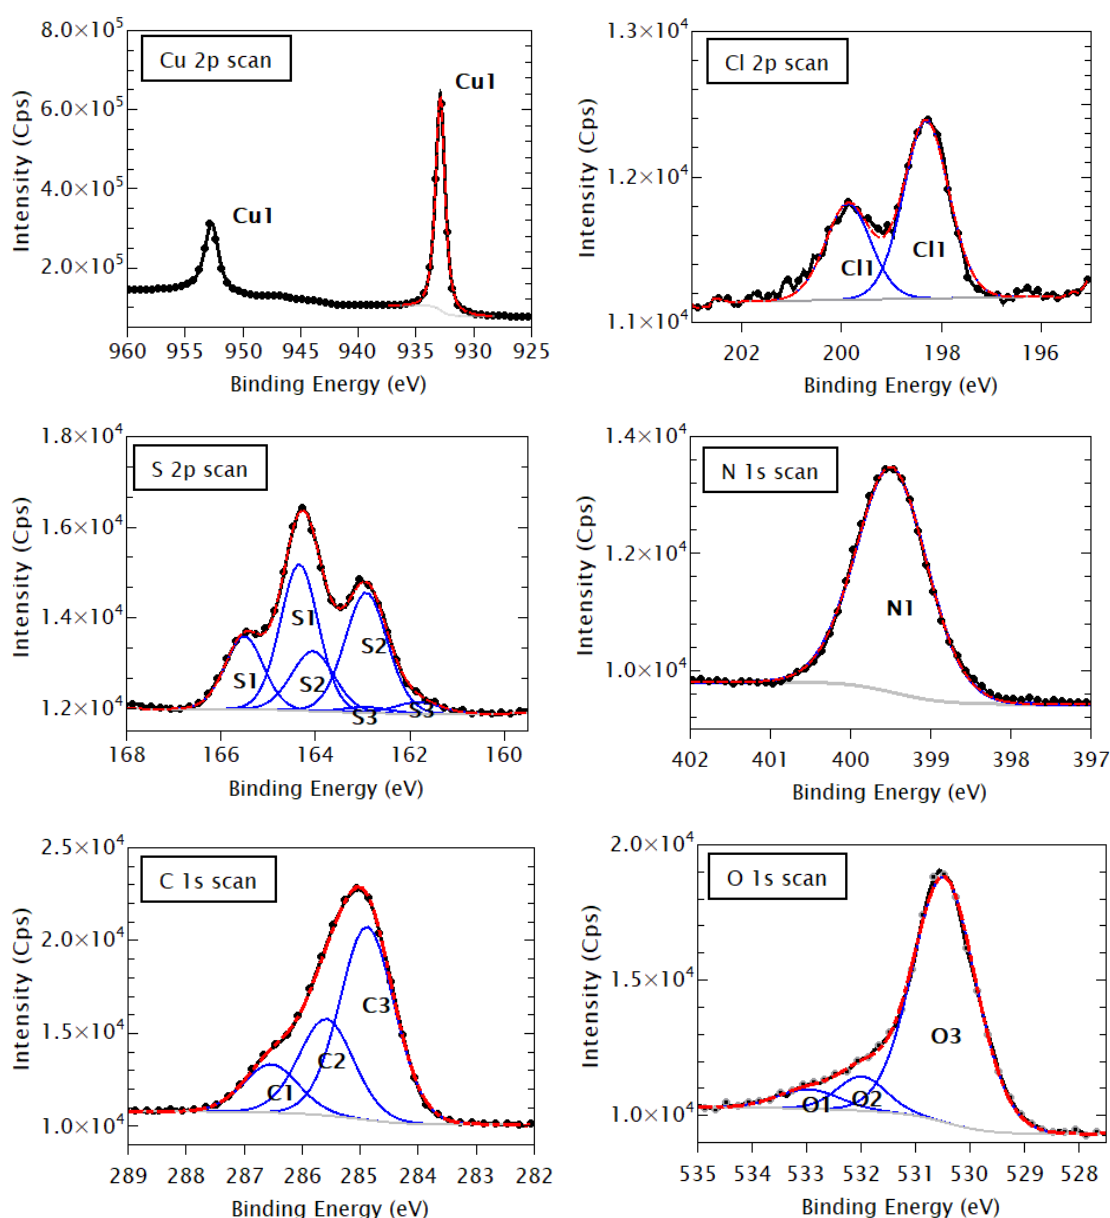 Cu 2p scan
Cu1
Cu1
8.0×10⁵
6.0×10⁵
4.0×10⁵
2.0×10⁵
Intensity (Cps)
960 955 950 945 940 935 930 925
Binding Energy (eV)
Cl 2p scan
Cl1
Cl1
1.3×10⁴
1.2×10⁴
1.1×10⁴
Intensity (Cps)
202 200 198 196
Binding Energy (eV)
S 2p scan
S1
S1
S2
S2
S3
S3
1.8×10⁴
1.6×10⁴
1.4×10⁴
1.2×10⁴
Intensity (Cps)
168 166 164 162 160
Binding Energy (eV)
N 1s scan
N1
1.4×10⁴
1.2×10⁴
1.0×10⁴
Intensity (Cps)
402 401 400 399 398 397
Binding Energy (eV)
C 1s scan
C1
C2
C3
2.5×10⁴
2.0×10⁴
1.5×10⁴
1.0×10⁴
Intensity (Cps)
289 288 287 286 285 284 283 282
Binding Energy (eV)
O 1s scan
O1
O2
O3
2.0×10⁴
1.5×10⁴
1.0×10⁴
Intensity (Cps)
535 534 533 532 531 530 529 528
Binding Energy (eV)